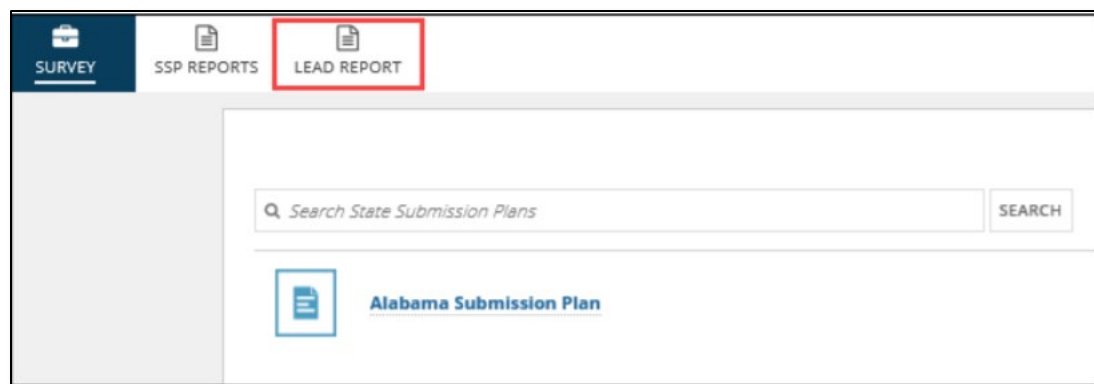 SURVEY
SSP REPORTS
LEAD REPORT
Search State Submission Plans
SEARCH
Alabama Submission Plan